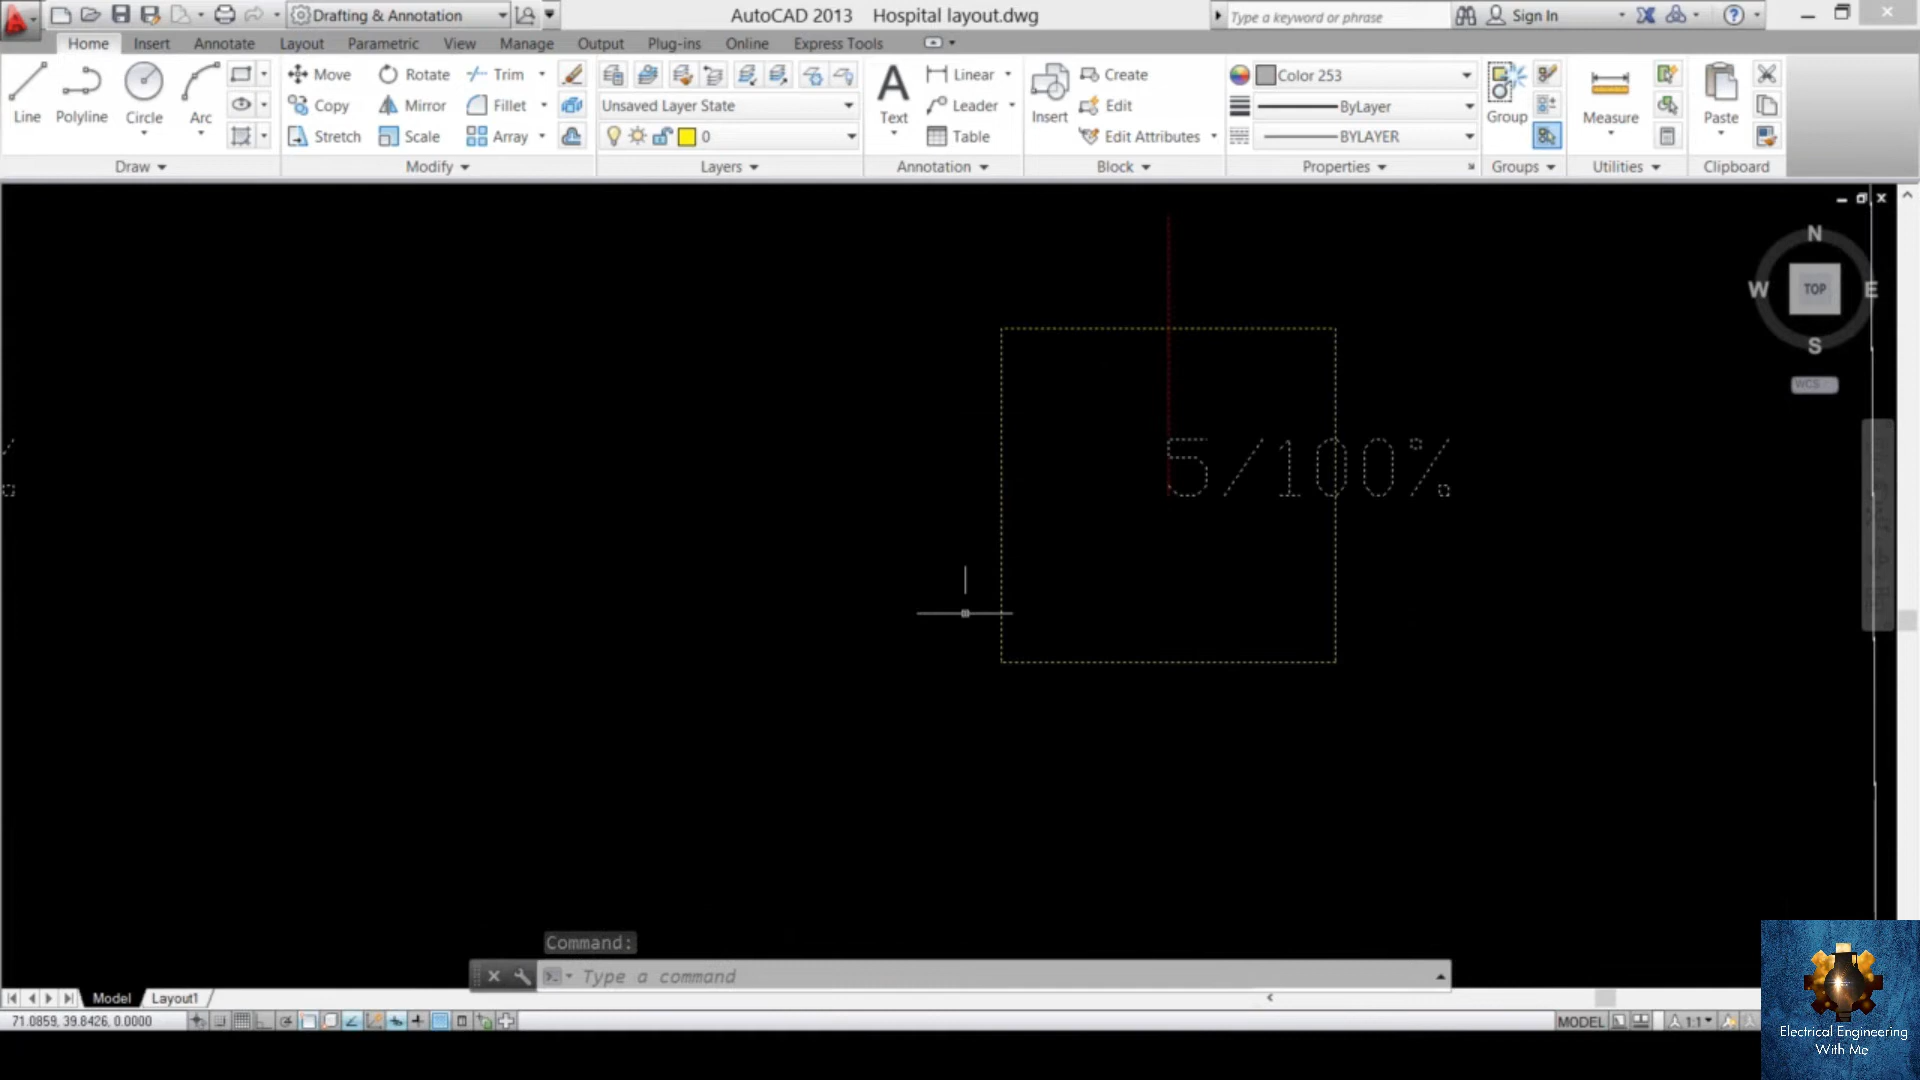 Drafting & Annotation
AutoCAD 2013 Hospital layout.dwg
Type a keyword or phrase
Sign In
Home Insert Annotate Layout Parametric View Manage Output Plug-ins Online Express Tools
Line Polyline Circle Arc
Move Rotate Trim
Copy Mirror Fillet
Stretch Scale Array
Unsaved Layer State
0
Text
Linear
Leader
Table
Insert
Create
Edit
Edit Attributes
Color 253
ByLayer
BYLAYER
Group
Measure
Paste
Draw Modify Layers Annotation Block Properties Groups Utilities Clipboard
N
W TOP E
S
WCS
5/100%
Command:
Type a command
Model Layout1
71.0859, 39.8426, 0.0000
MODEL 1:1
Electrical Engineering
With Me